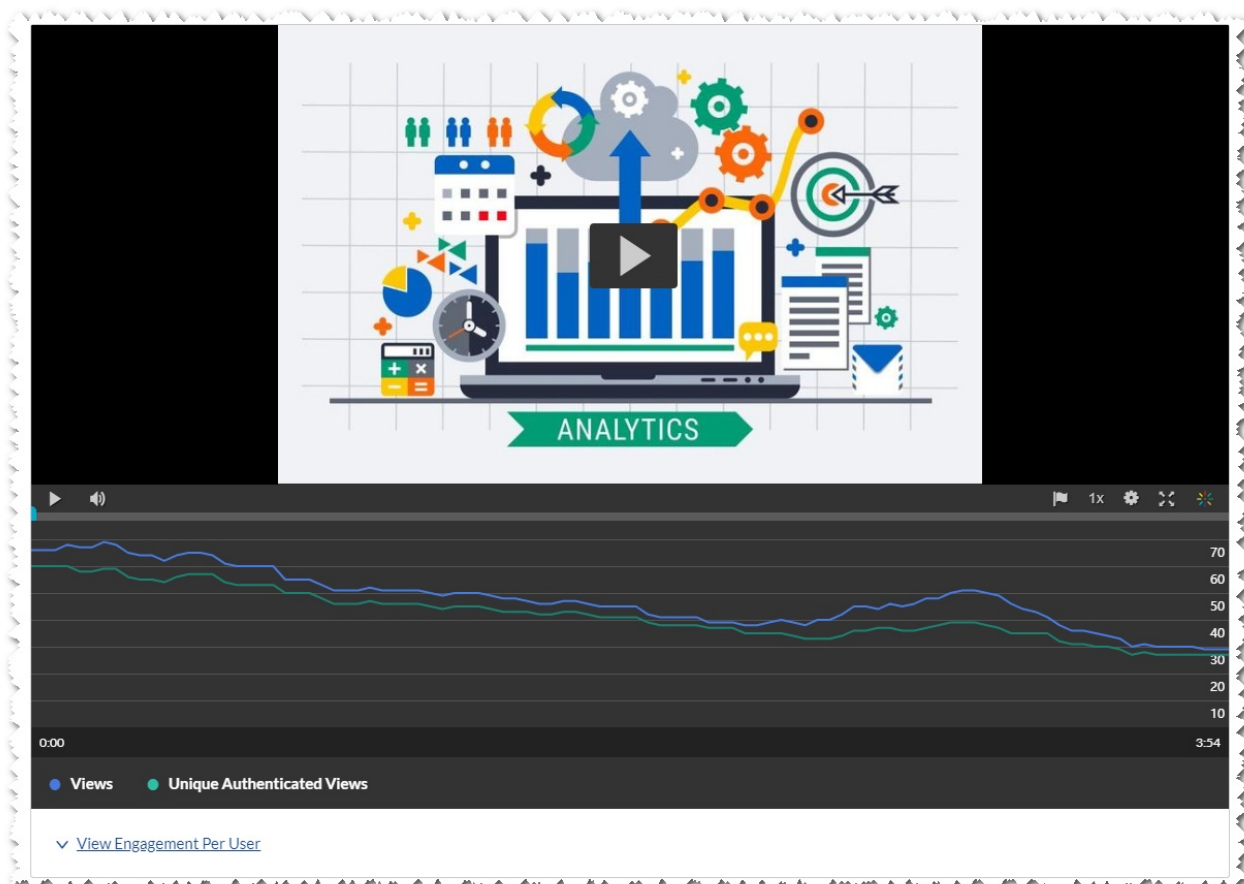 ANALYTICS
1x
70
60
50
40
30
20
10
0:00
3:54
Views
Unique Authenticated Views
View Engagement Per User